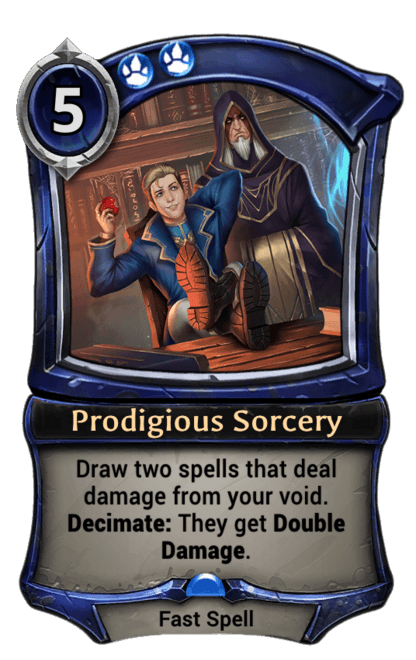 5
Prodigious Sorcery
Draw two spells that deal
damage from your void.
Decimate: They get Double
Damage.
Fast Spell